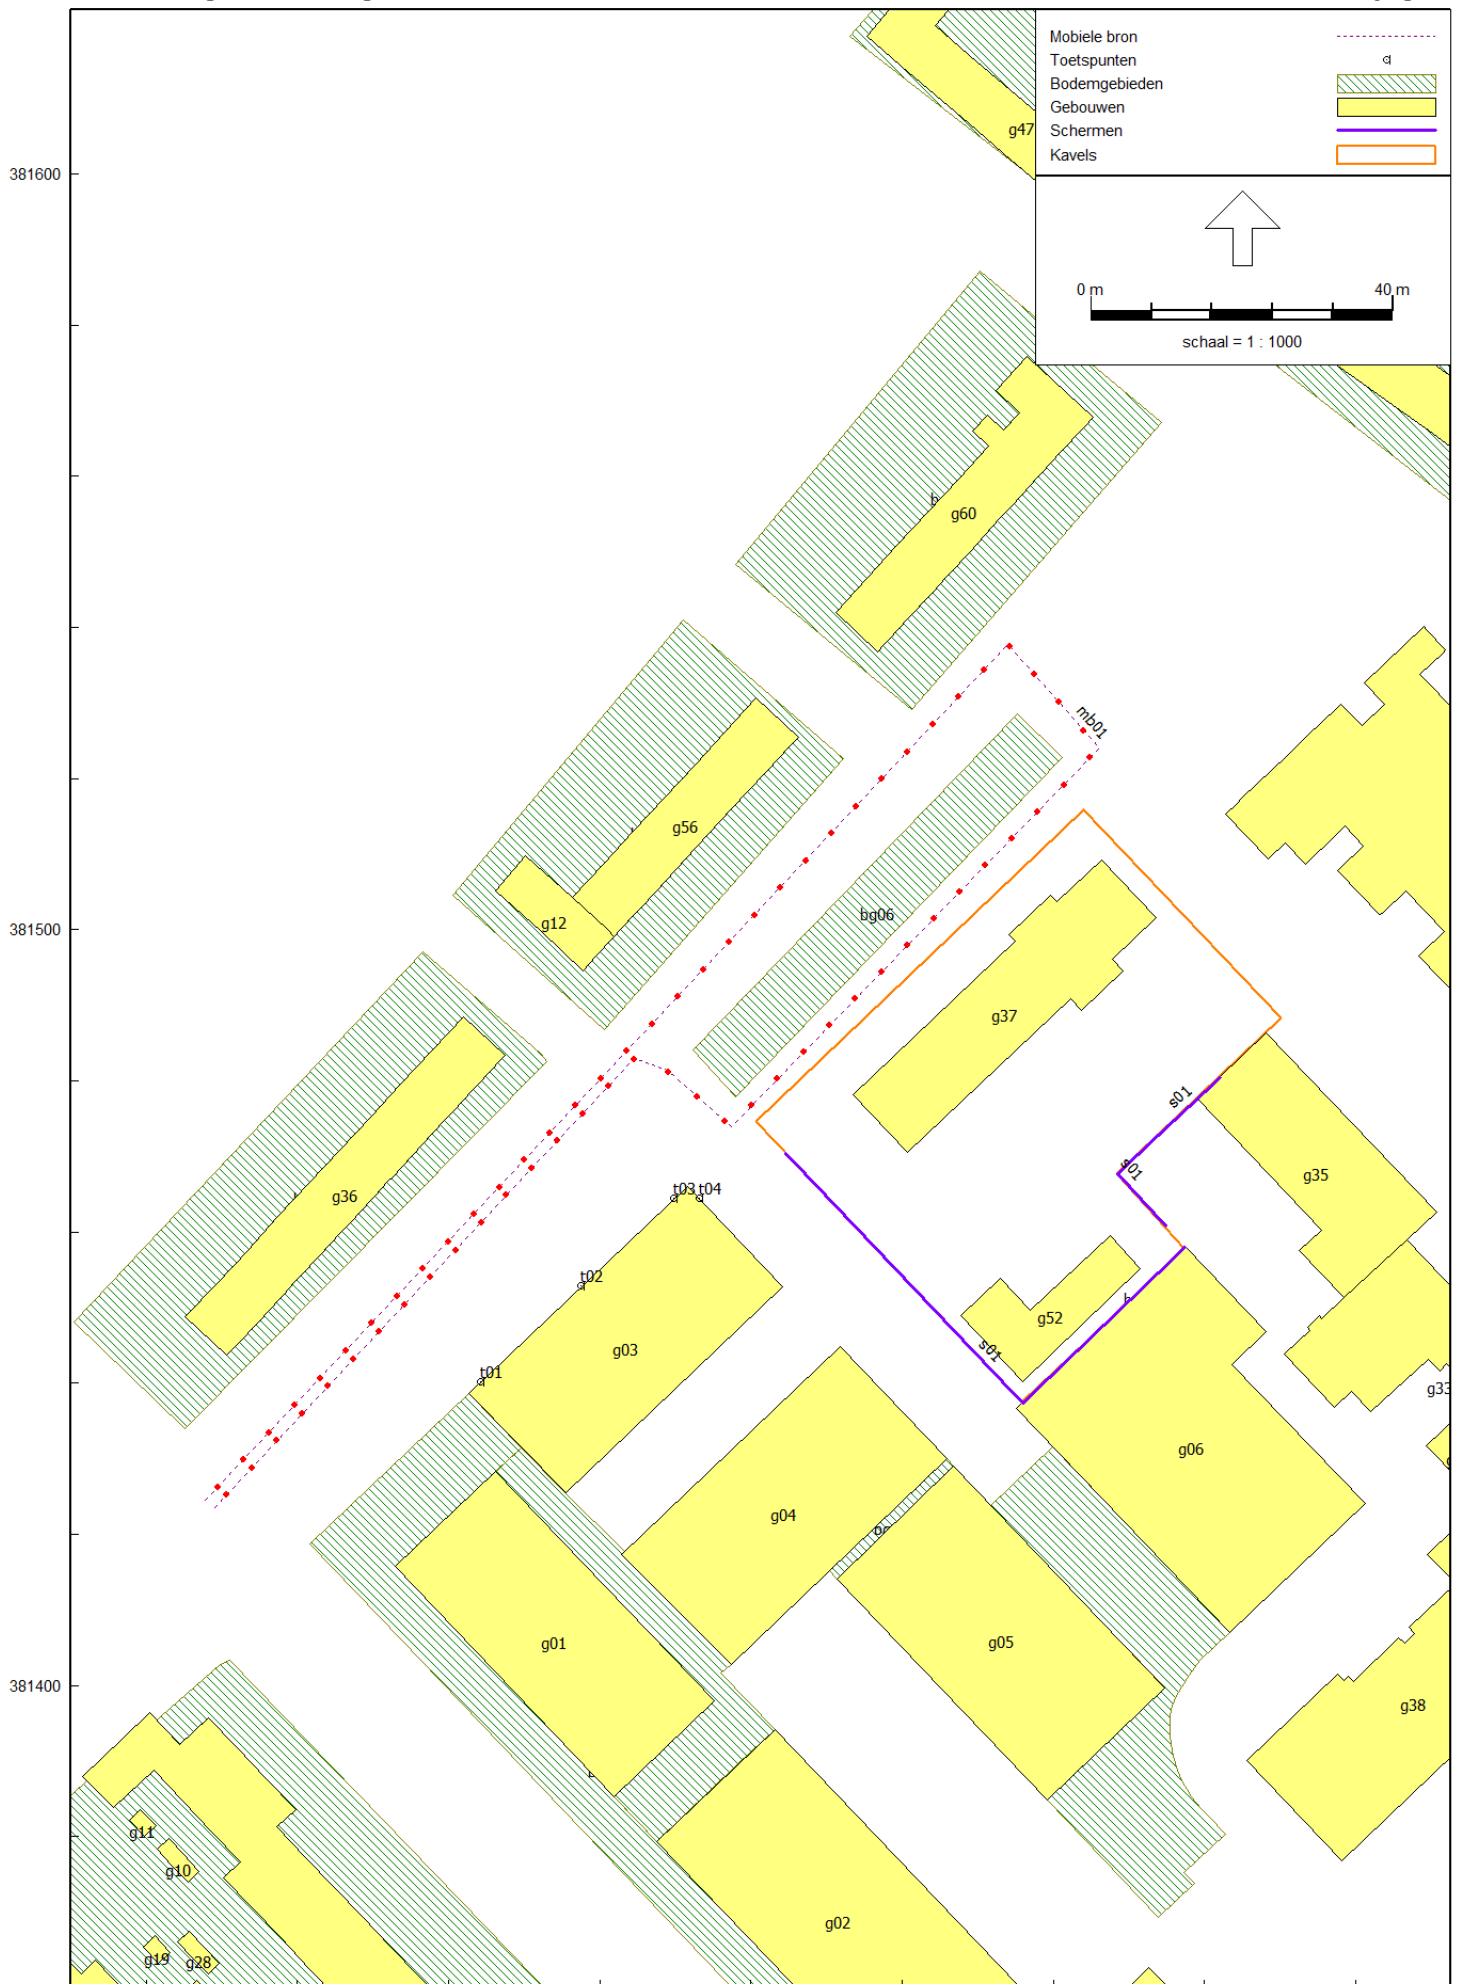 Mobiele bron
Toetspunten
Bodemgebieden
Gebouwen
Schermen
Kavels
g47
381600
0 m
40 m
schaal = 1 : 1000
g60
mb01
g56
bg06
g12
381500
g37
s01
s01
g35
t03
t04
g36
t02
g52
g03
s01
t01
g33
g06
g04
g01
g05
381400
g38
g11
g10
g02
g19
g28